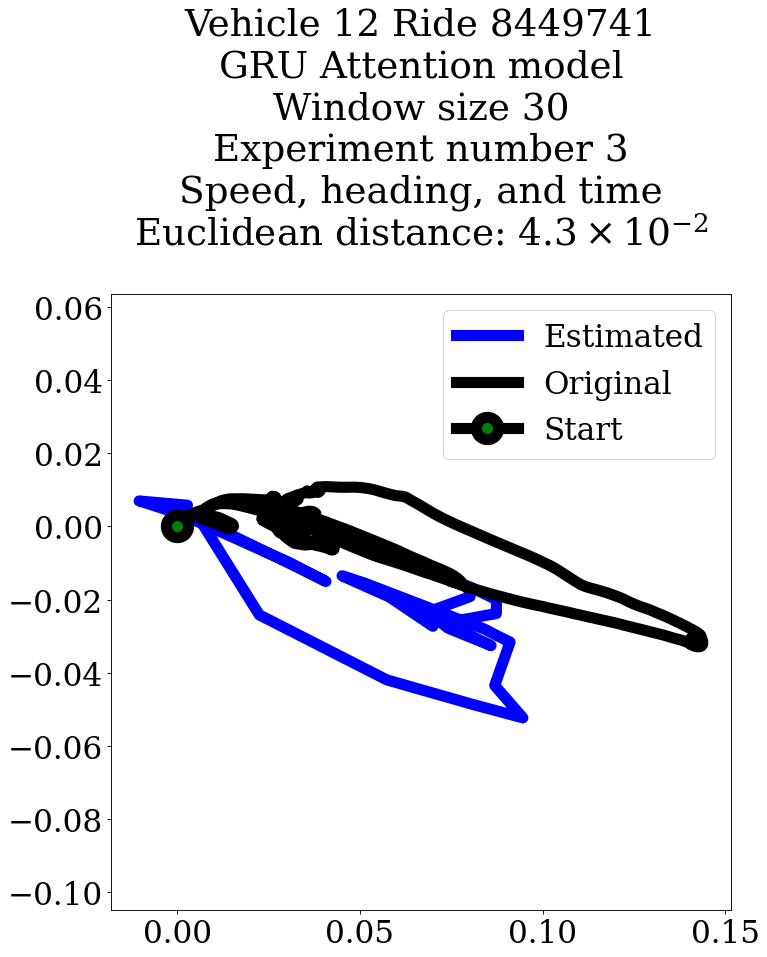 Vehicle 12 Ride 8449741
GRU Attention model
Window size 30
Experiment number 3
Speed, heading, and time
Euclidean distance: 4.3 × 10⁻²
Estimated
Original
Start
0.06
0.04
0.02
0.00
−0.02
−0.04
−0.06
−0.08
−0.10
0.00 0.05 0.10 0.15